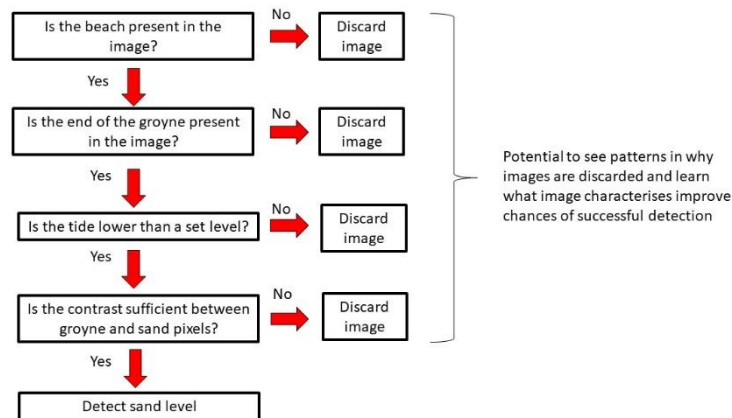 Is the beach present in the
image?
No
Discard
image
Yes
Is the end of the groyne present
in the image?
No
Discard
image
Yes
Is the tide lower than a set level?
No
Discard
image
Yes
Is the contrast sufficient between
groyne and sand pixels?
No
Discard
image
Yes
Detect sand level
Potential to see patterns in why
images are discarded and learn
what image characterises improve
chances of successful detection